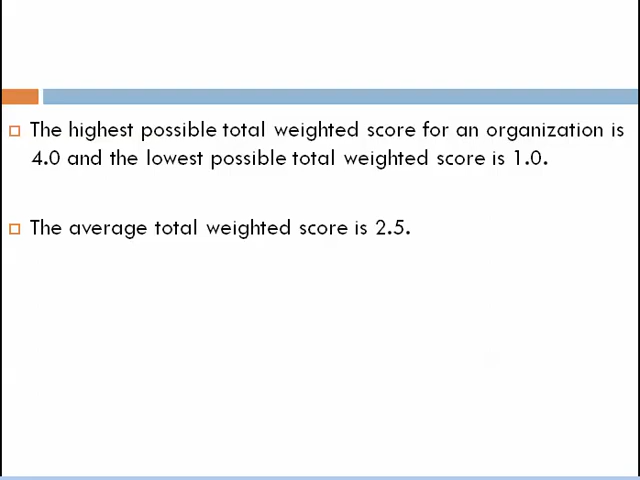 The highest possible total weighted score for an organization is
4.0 and the lowest possible total weighted score is 1.0.
The average total weighted score is 2.5.